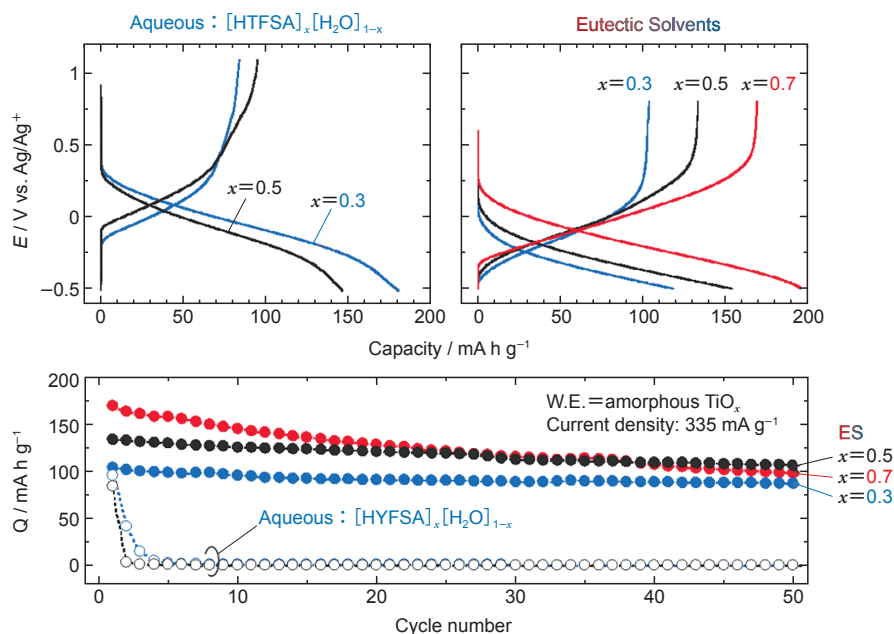 Aqueous：[HTFSA]ₓ[H₂O]₁₋ₓ
Eutectic Solvents
E / V vs. Ag/Ag⁺
1
0.5
0
−0.5
x＝0.5
x＝0.3
0 50 100 150 200
x＝0.3 x＝0.5 x＝0.7
0 50 100 150 200
Capacity / mA h g⁻¹
Q / mA h g⁻¹
200
150
100
50
0
W.E.＝amorphous TiOₓ
Current density: 335 mA g⁻¹
ES
x＝0.5
x＝0.7
x＝0.3
Aqueous：[HYFSA]ₓ[H₂O]₁₋ₓ
0 10 20 30 40 50
Cycle number